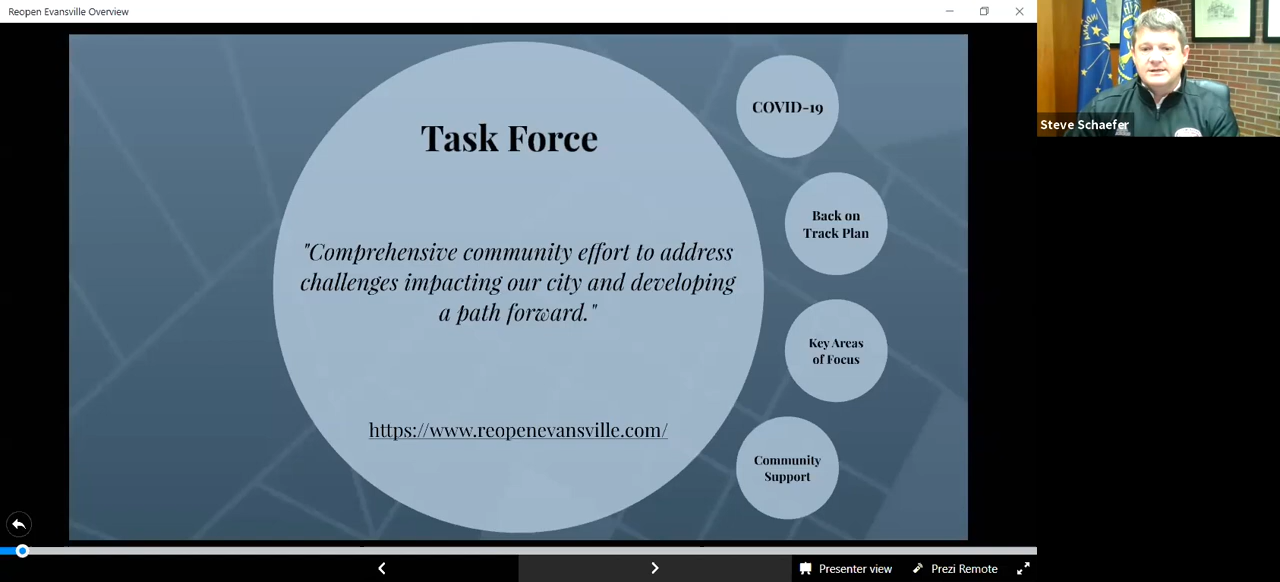 Reopen Evansville Overview
Task Force
"Comprehensive community effort to address
challenges impacting our city and developing
a path forward."
https://www.reopenevansville.com/
COVID-19
Back on
Track Plan
Key Areas
of Focus
Community
Support
Steve Schaefer
Presenter view
Prezi Remote